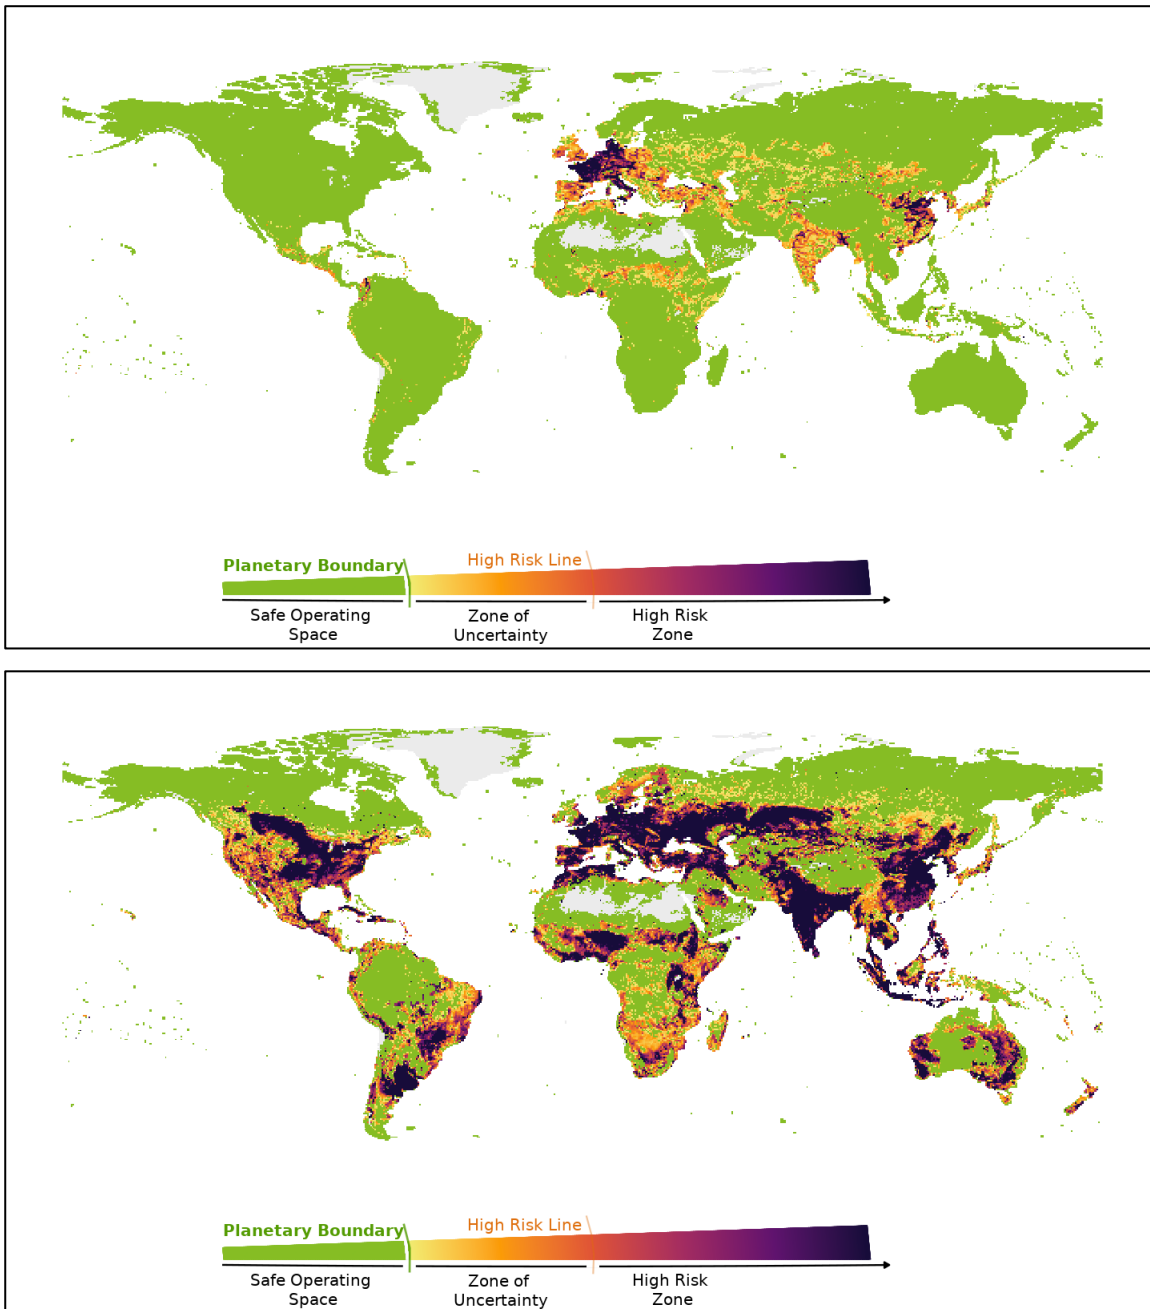 Planetary Boundary
High Risk Line
Safe Operating
Space
Zone of
Uncertainty
High Risk
Zone
Planetary Boundary
High Risk Line
Safe Operating
Space
Zone of
Uncertainty
High Risk
Zone